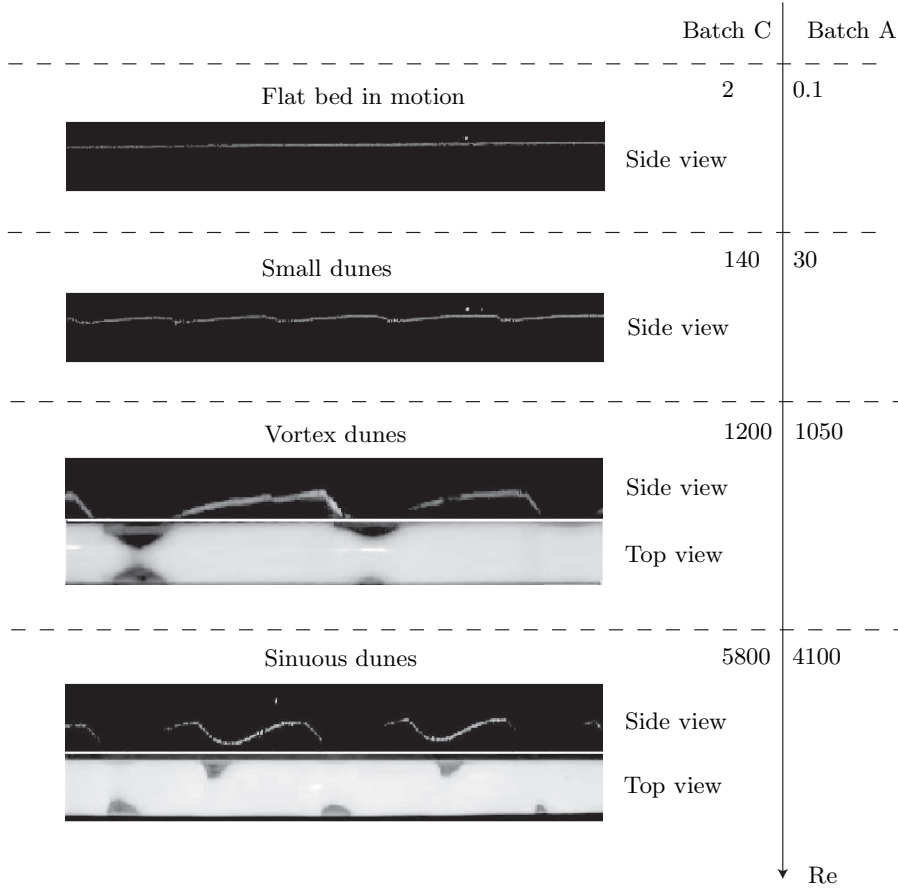 Batch C Batch A
2 0.1
Flat bed in motion
Side view
140 30
Small dunes
Side view
1200 1050
Vortex dunes
Side view
Top view
5800 4100
Sinuous dunes
Side view
Top view
Re